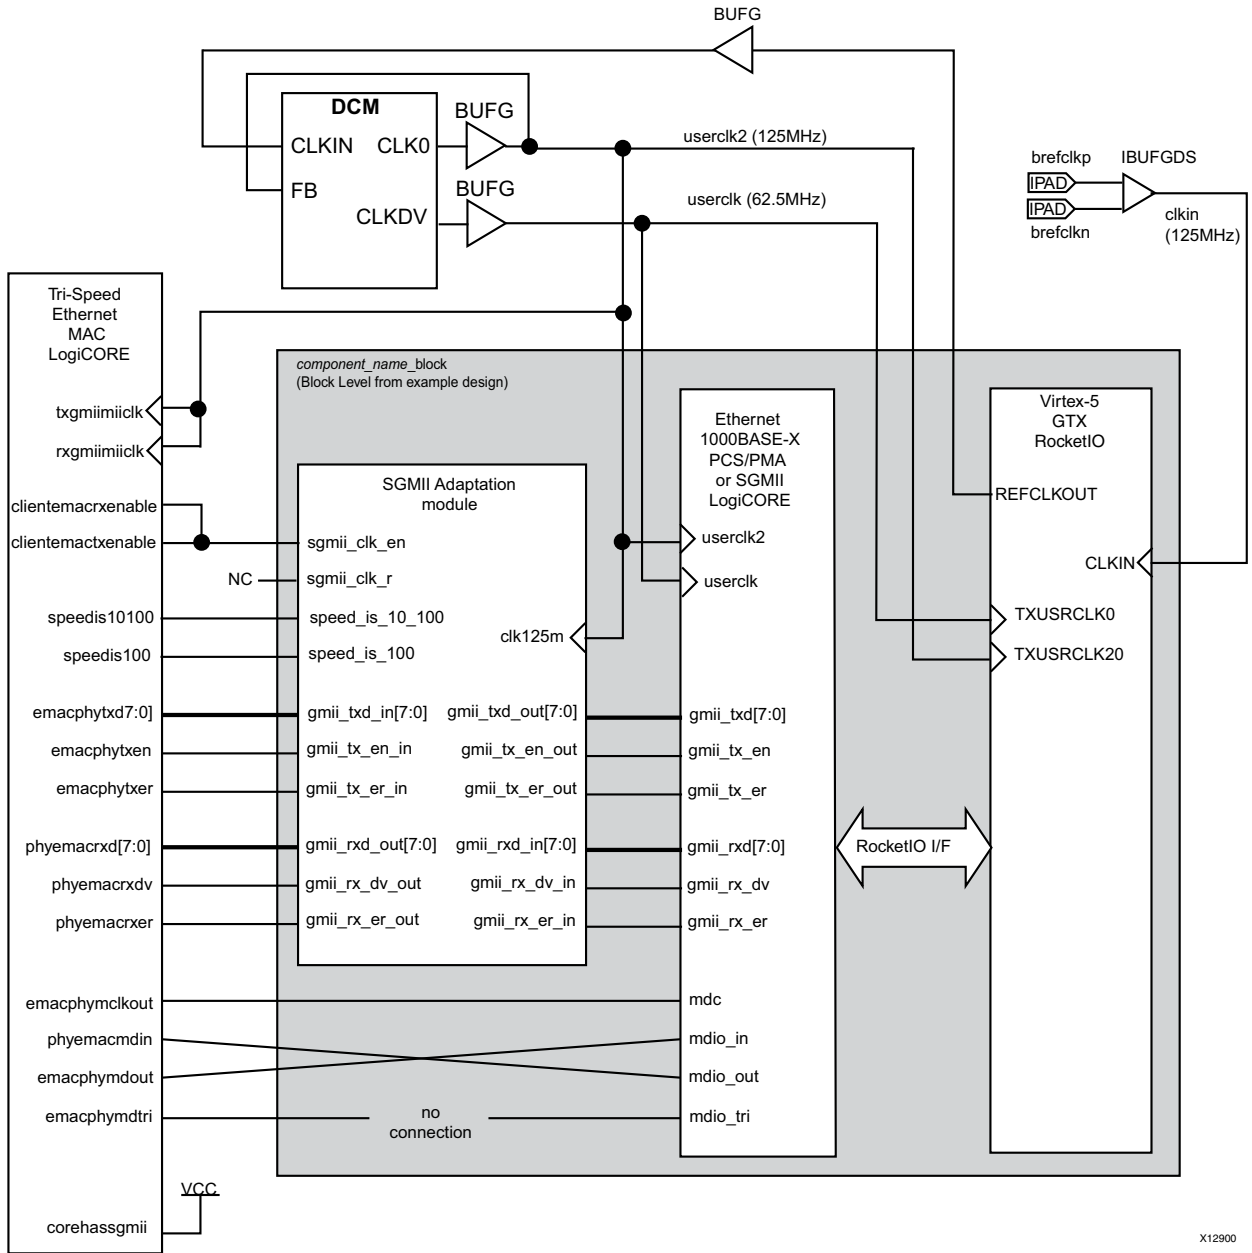 BUFG
DCM
CLKIN
CLK0
FB
CLKDV
BUFG
BUFG
userclk2 (125MHz)
userclk (62.5MHz)
brefclkp
IBUFGDS
IPAD
IPAD
brefclkn
clkin
(125MHz)
Tri-Speed
Ethernet
MAC
LogiCORE
txgmiimiiclk
rxgmiimiiclk
clientemacrxenable
clientemactxenable
speedis10100
speedis100
emacphytxd7:0]
emacphytxen
emacphytxer
phyemacrxd[7:0]
phyemacrxdv
phyemacrxer
emacphymclkout
phyemacmdin
emacphymdout
emacphymdtri
corehassgmii
VCC
component_name_block
(Block Level from example design)
SGMII Adaptation
module
sgmii_clk_en
NC
sgmii_clk_r
speed_is_10_100
speed_is_100
clk125m
gmii_txd_in[7:0]
gmii_txd_out[7:0]
gmii_tx_en_in
gmii_tx_en_out
gmii_tx_er_in
gmii_tx_er_out
gmii_rxd_out[7:0]
gmii_rxd_in[7:0]
gmii_rx_dv_out
gmii_rx_dv_in
gmii_rx_er_out
gmii_rx_er_in
no
connection
Ethernet
1000BASE-X
PCS/PMA
or SGMII
LogiCORE
userclk2
userclk
gmii_txd[7:0]
gmii_tx_en
gmii_tx_er
gmii_rxd[7:0]
gmii_rx_dv
gmii_rx_er
mdc
mdio_in
mdio_out
mdio_tri
RocketIO I/F
Virtex-5
GTX
RocketIO
REFCLKOUT
CLKIN
TXUSRCLK0
TXUSRCLK20
X12900